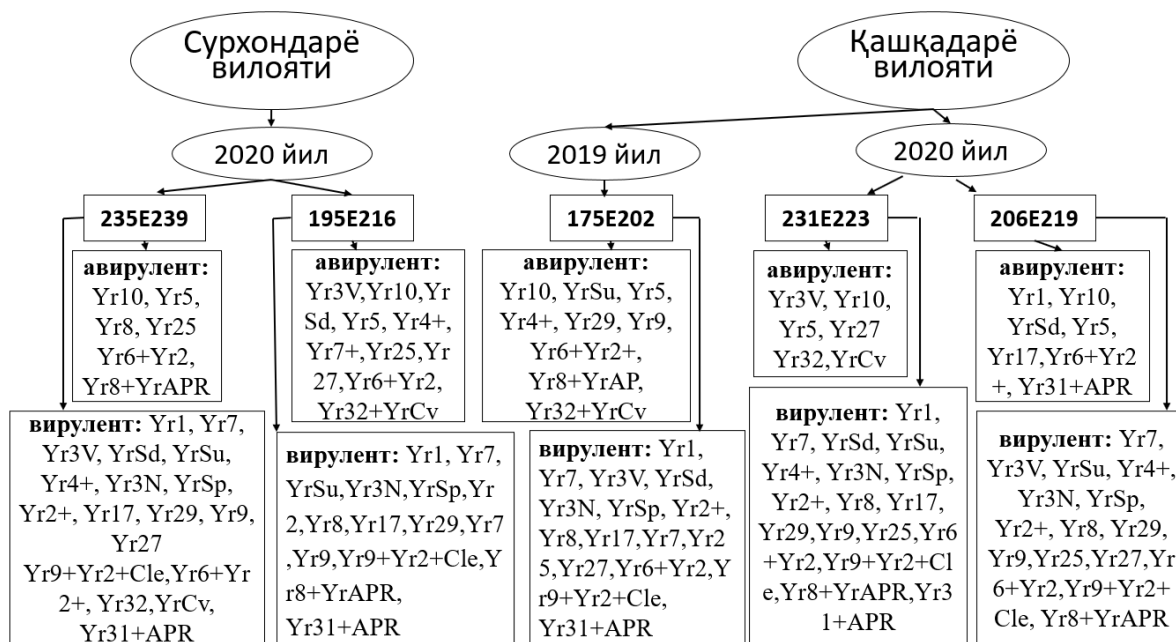 Сурхондарё
вилояти
Қашқадарё
вилояти
2020 йил
2019 йил
2020 йил
235E239
195E216
175E202
231E223
206E219
авирулент:
Yr10, Yr5,
Yr8, Yr25
Yr6+Yr2,
Yr8+YrAPR
авирулент:
Yr3V,Yr10,Yr
Sd, Yr5, Yr4+,
Yr7+,Yr25,Yr
27,Yr6+Yr2,
Yr32+YrCv
авирулент:
Yr10, YrSu, Yr5,
Yr4+, Yr29, Yr9,
Yr6+Yr2+,
Yr8+YrAP,
Yr32+YrCv
авирулент:
Yr3V, Yr10,
Yr5, Yr27
Yr32,YrCv
авирулент:
Yr1, Yr10,
YrSd, Yr5,
Yr17,Yr6+Yr2
+, Yr31+APR
вирулент: Yr1, Yr7,
Yr3V, YrSd, YrSu,
Yr4+, Yr3N, YrSp,
Yr2+, Yr17, Yr29, Yr9,
Yr27
Yr9+Yr2+Cle,Yr6+Yr
2+, Yr32,YrCv,
Yr31+APR
вирулент: Yr1, Yr7,
YrSu,Yr3N,YrSp,Yr
2,Yr8,Yr17,Yr29,Yr7
,Yr9,Yr9+Yr2+Cle,Y
r8+YrAPR,
Yr31+APR
вирулент: Yr1,
Yr7, Yr3V, YrSd,
Yr3N, YrSp, Yr2+,
Yr8,Yr17,Yr7,Yr2
5,Yr27,Yr6+Yr2,Y
r9+Yr2+Cle,
Yr31+APR
вирулент: Yr1,
Yr7, YrSd, YrSu,
Yr4+, Yr3N, YrSp,
Yr2+, Yr8, Yr17,
Yr29,Yr9,Yr25,Yr6
+Yr2,Yr9+Yr2+Cl
e,Yr8+YrAPR,Yr3
1+APR
вирулент: Yr7,
Yr3V, YrSu, Yr4+,
Yr3N, YrSp,
Yr2+, Yr8, Yr29,
Yr9,Yr25,Yr27,Yr
6+Yr2,Yr9+Yr2+
Cle, Yr8+YrAPR